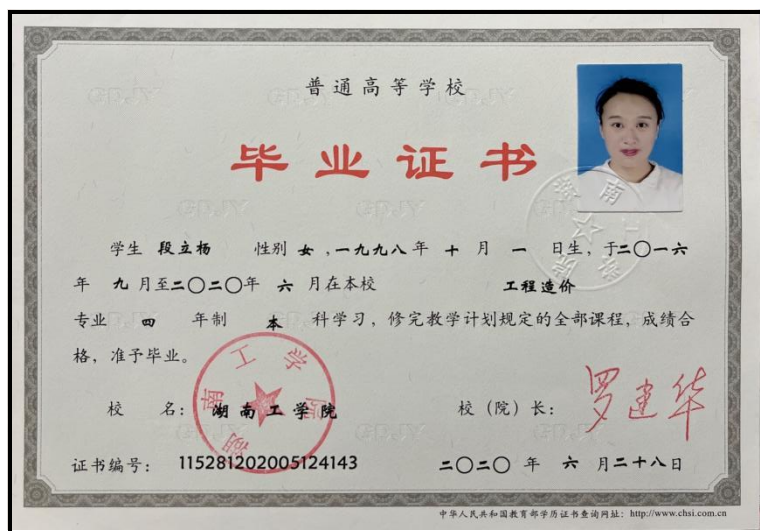 普通高等学校
毕业证书
学生 段立杨 性别 女，一九九八年 十 月 一 日生，于二〇一六
年 九 月至二〇二〇年 六 月在本校 工程造价
专业 四 年制 本 科学习，修完教学计划规定的全部课程，成绩合
格，准予毕业。
校 名： 湖南工学院 校（院）长： 罗建华
湖南工学院
证书编号： 115281202005124143 二〇二〇 年 六 月二十八日
中华人民共和国教育部学历证书查询网址：http://www.chsi.com.cn